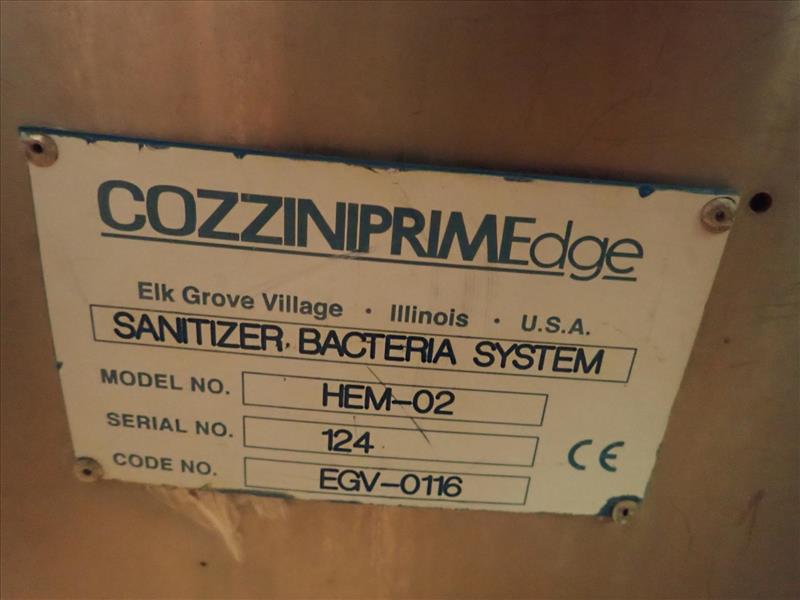 COZZINIPRIMEdge
Elk Grove Village · Illinois · U.S.A.
SANITIZER, BACTERIA SYSTEM
MODEL NO. HEM-02
SERIAL NO. 124
CODE NO. EGV-0116
CE